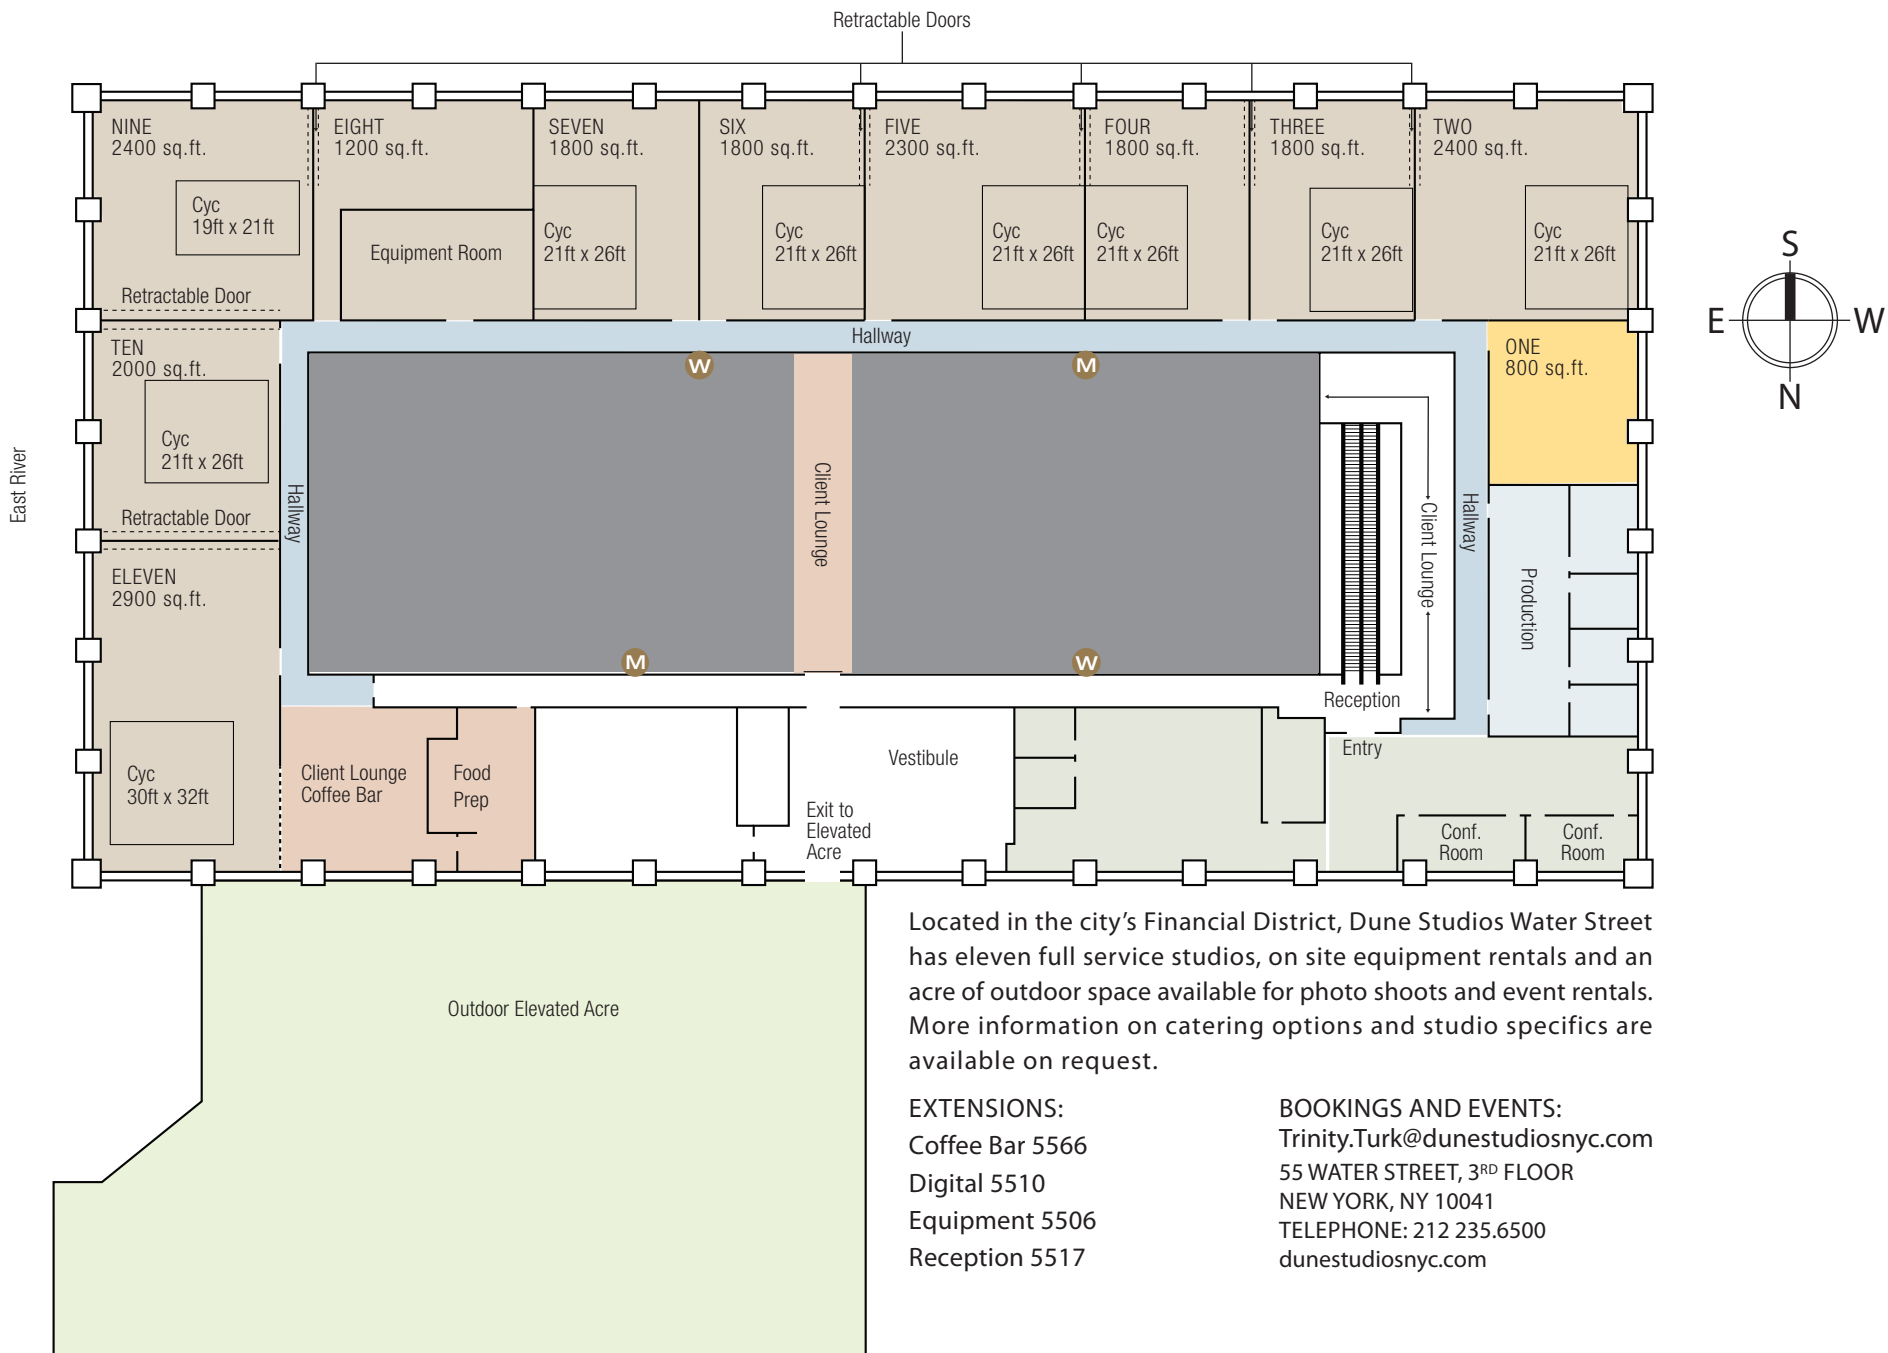 Retractable Doors
NINE
2400 sq.ft.
EIGHT
1200 sq.ft.
SEVEN
1800 sq.ft.
SIX
1800 sq.ft.
FIVE
2300 sq.ft.
FOUR
1800 sq.ft.
THREE
1800 sq.ft.
TWO
2400 sq.ft.
Cyc
19ft x 21ft
Equipment Room
Cyc
21ft x 26ft
Cyc
21ft x 26ft
Cyc
21ft x 26ft
Cyc
21ft x 26ft
Cyc
21ft x 26ft
Cyc
21ft x 26ft
Retractable Door
S
E
W
N
Hallway
TEN
2000 sq.ft.
W
M
ONE
800 sq.ft.
Cyc
21ft x 26ft
East River
Retractable Door
Hallway
Client Lounge
Client Lounge
Hallway
ELEVEN
2900 sq.ft.
Production
M
W
Reception
Entry
Cyc
30ft x 32ft
Client Lounge
Coffee Bar
Food
Prep
Vestibule
Exit to
Elevated
Acre
Conf.
Room
Conf.
Room
Outdoor Elevated Acre
Located in the city’s Financial District, Dune Studios Water Street
has eleven full service studios, on site equipment rentals and an
acre of outdoor space available for photo shoots and event rentals.
More information on catering options and studio specifics are
available on request.
EXTENSIONS:
Coffee Bar 5566
Digital 5510
Equipment 5506
Reception 5517
BOOKINGS AND EVENTS:
Trinity.Turk@dunestudiosnyc.com
55 WATER STREET, 3RD FLOOR
NEW YORK, NY 10041
TELEPHONE: 212 235.6500
dunestudiosnyc.com